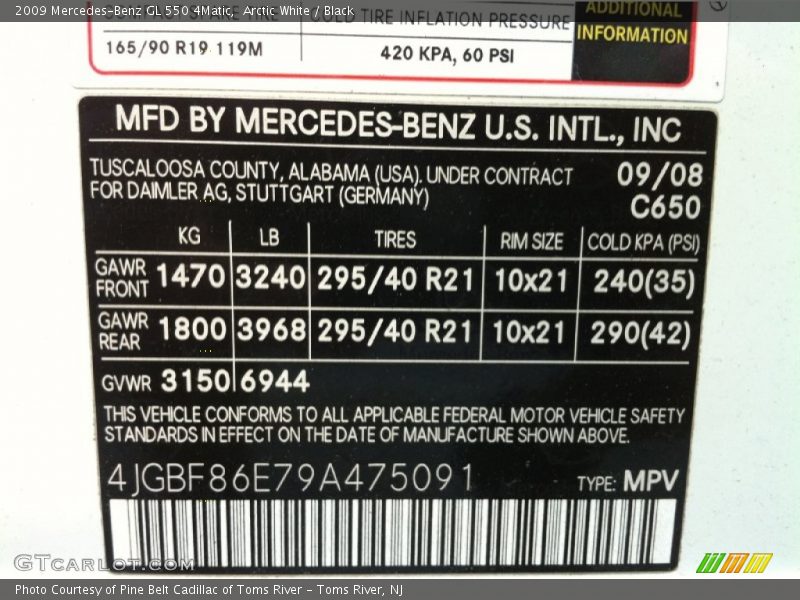 2009 Mercedes-Benz GL 550 4Matic, Arctic White / Black
COMPACT SPARE TIRE COLD TIRE INFLATION PRESSURE
165/90 R19 119M 420 KPA, 60 PSI
ADDITIONAL
INFORMATION
MFD BY MERCEDES-BENZ U.S. INTL., INC
TUSCALOOSA COUNTY, ALABAMA (USA). UNDER CONTRACT 09/08
FOR DAIMLER AG, STUTTGART (GERMANY) C650
KG LB TIRES RIM SIZE COLD KPA (PSI)
GAWR FRONT 1470 3240 295/40 R21 10x21 240(35)
GAWR REAR 1800 3968 295/40 R21 10x21 290(42)
GVWR 3150 6944
THIS VEHICLE CONFORMS TO ALL APPLICABLE FEDERAL MOTOR VEHICLE SAFETY
STANDARDS IN EFFECT ON THE DATE OF MANUFACTURE SHOWN ABOVE.
4JGBF86E79A475091 TYPE: MPV
GTcarlot.com
Photo Courtesy of Pine Belt Cadillac of Toms River - Toms River, NJ